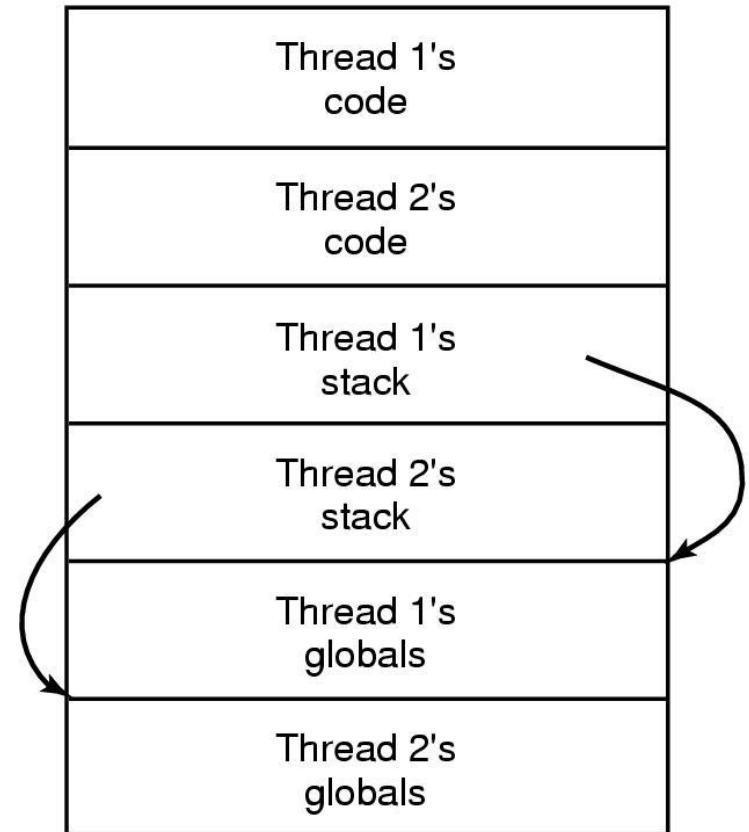 Thread 1's
code
Thread 2's
code
Thread 1's
stack
Thread 2's
stack
Thread 1's
globals
Thread 2's
globals